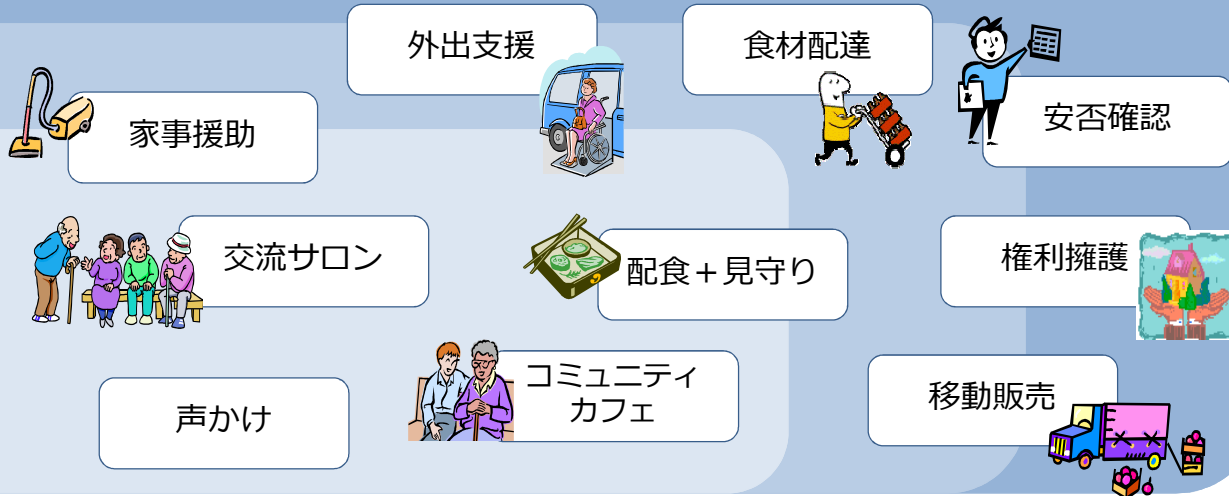 外出支援
食材配達
安否確認
家事援助
交流サロン
配食＋見守り
権利擁護
コミュニティ
カフェ
移動販売
声かけ